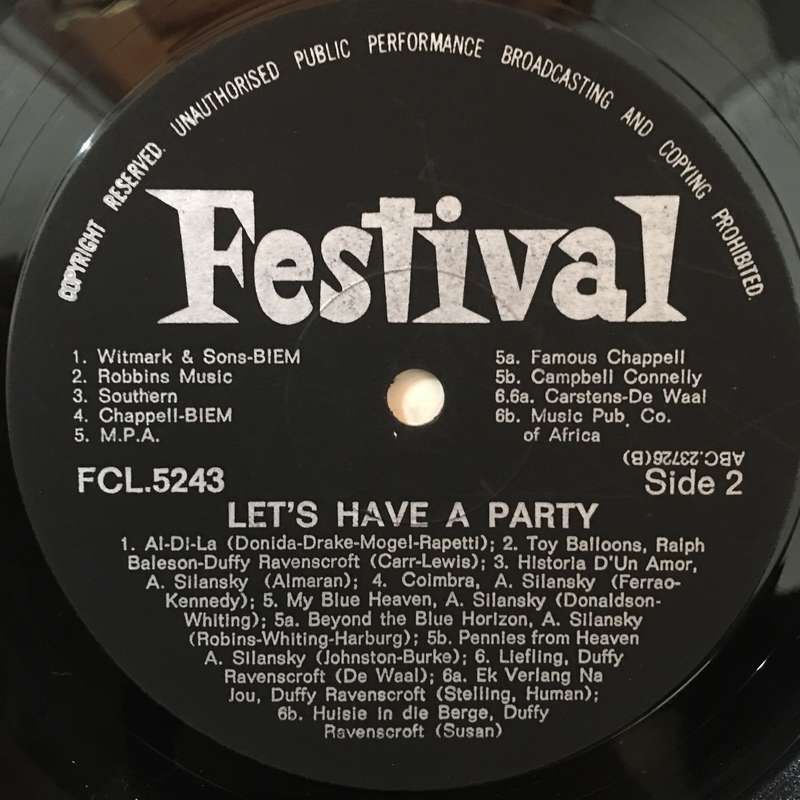 COPYRIGHT RESERVED. UNAUTHORISED PUBLIC PERFORMANCE BROADCASTING AND COPYING PROHIBITED.
Festival
1. Witmark & Sons-BIEM
2. Robbins Music
3. Southern
4. Chappell-BIEM
5. M.P.A.
5a. Famous Chappell
5b. Campbell Connelly
6.6a. Carstens-De Waal
6b. Music Pub. Co.
of Africa
ABC.23726(B)
FCL.5243
Side 2
LET'S HAVE A PARTY
1. Al-Di-La (Donida-Drake-Mogel-Rapetti); 2. Toy Balloons, Ralph
Baleson-Duffy Ravenscroft (Carr-Lewis); 3. Historia D'Un Amor,
A. Silansky (Almaran); 4. Coimbra, A. Silansky (Ferrao-
Kennedy); 5. My Blue Heaven, A. Silansky (Donaldson-
Whiting); 5a. Beyond the Blue Horizon, A. Silansky
(Robins-Whiting-Harburg); 5b. Pennies from Heaven
A. Silansky (Johnston-Burke); 6. Liefling, Duffy
Ravenscroft (De Waal); 6a. Ek Verlang Na
Jou, Duffy Ravenscroft (Stelling, Human);
6b. Huisie in die Berge, Duffy
Ravenscroft (Susan)